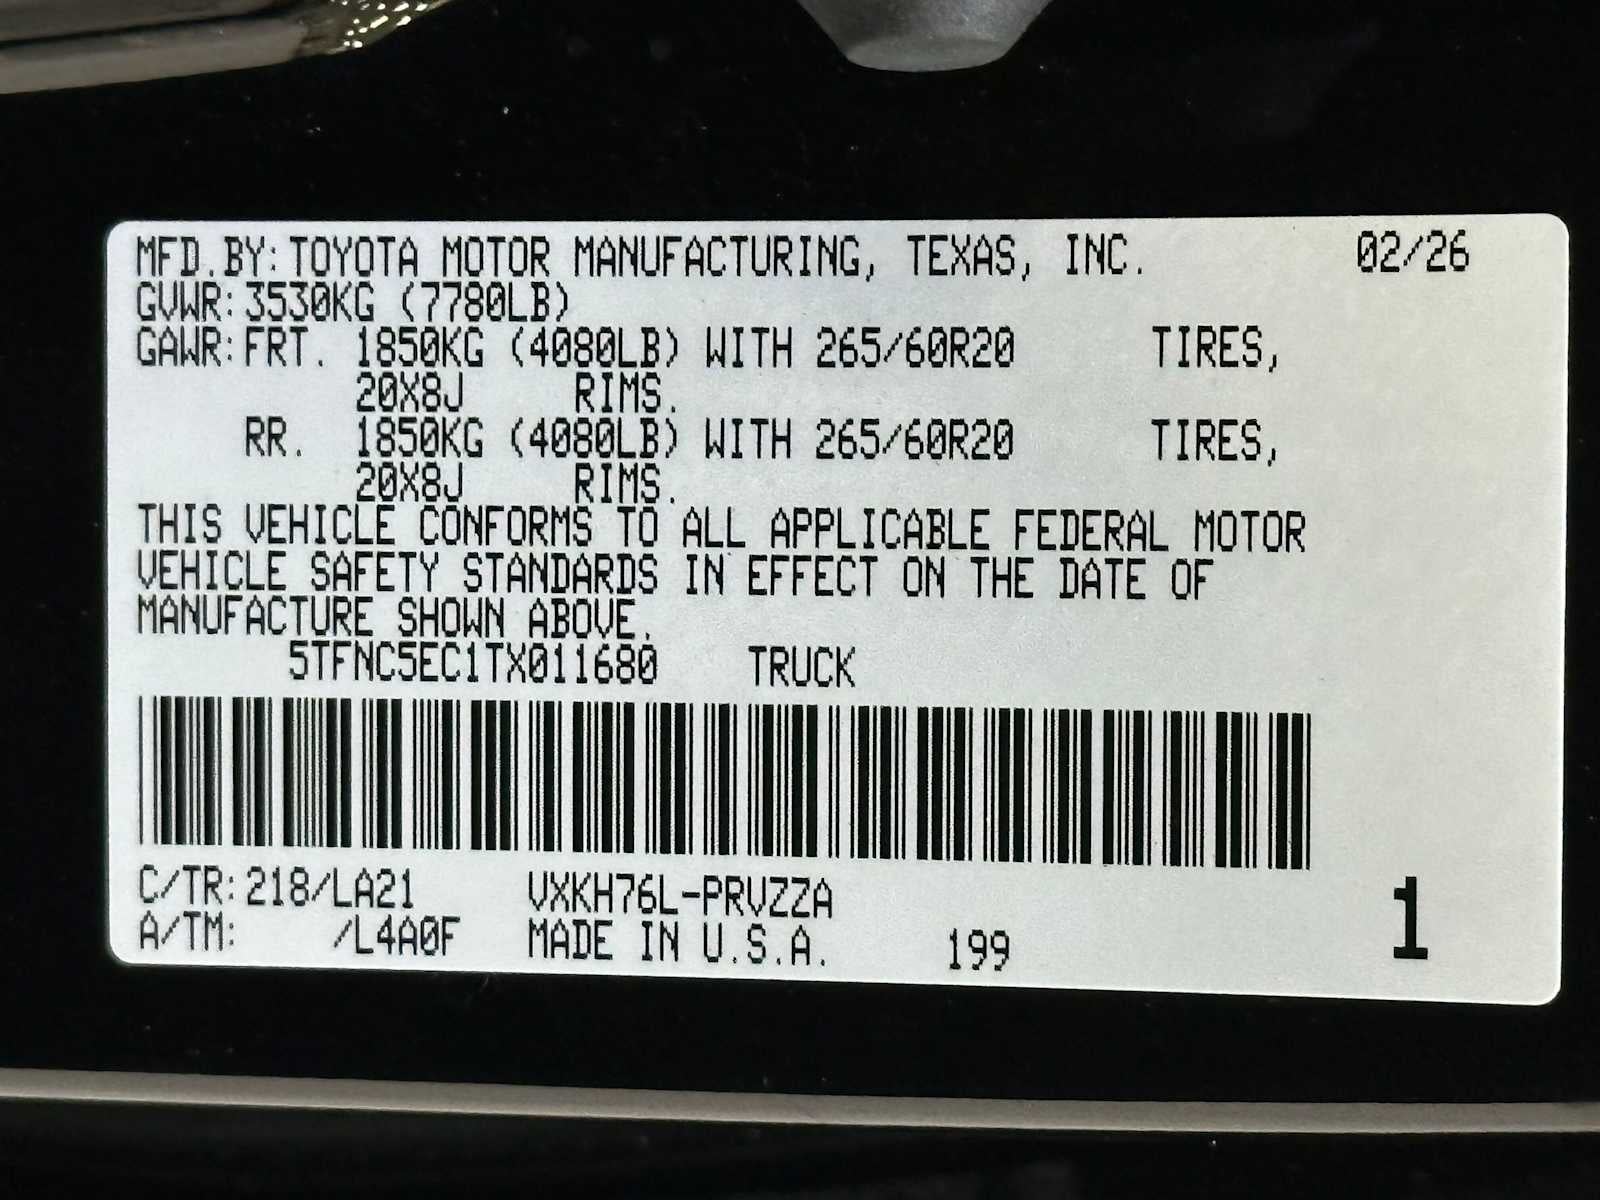 MFD.BY: TOYOTA MOTOR MANUFACTURING, TEXAS, INC. 02/26
GVWR: 3530KG (7780LB)
GAWR: FRT. 1850KG (4080LB) WITH 265/60R20 TIRES,
20X8J RIMS.
RR. 1850KG (4080LB) WITH 265/60R20 TIRES,
20X8J RIMS.
THIS VEHICLE CONFORMS TO ALL APPLICABLE FEDERAL MOTOR
VEHICLE SAFETY STANDARDS IN EFFECT ON THE DATE OF
MANUFACTURE SHOWN ABOVE.
5TFNC5EC1TX011680 TRUCK
C/TR: 218/LA21 VXKH76L-PRVZZA
A/TM: /L4A0F MADE IN U.S.A. 199 1